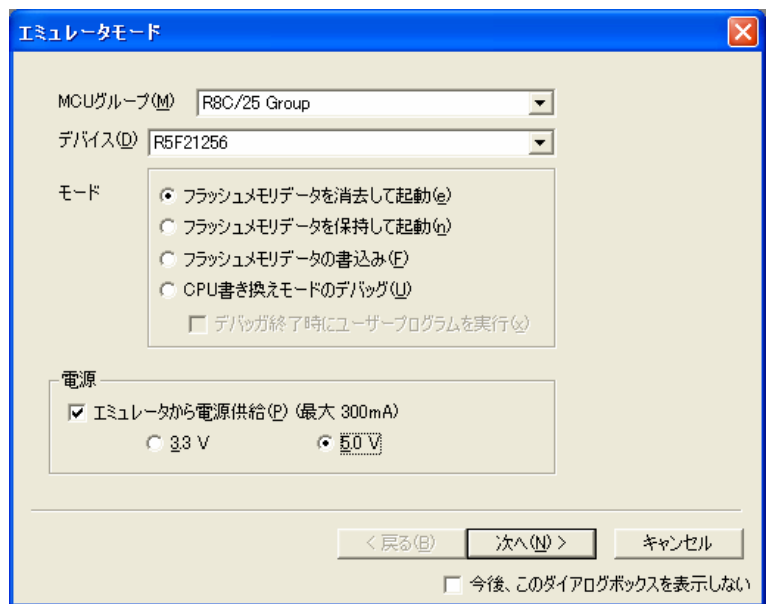 エミュレータモード
MCUグループ(M) R8C/25 Group
デバイス(D) R5F21256
モード
フラッシュメモリデータを消去して起動(e)
フラッシュメモリデータを保持して起動(n)
フラッシュメモリデータの書込み(F)
CPU書き換えモードのデバッグ(U)
デバッガ終了時にユーザープログラムを実行(x)
電源
エミュレータから電源供給(P) (最大 300mA)
3.3 V 5.0 V
< 戻る(B) 次へ(N) > キャンセル
今後、このダイアログボックスを表示しない